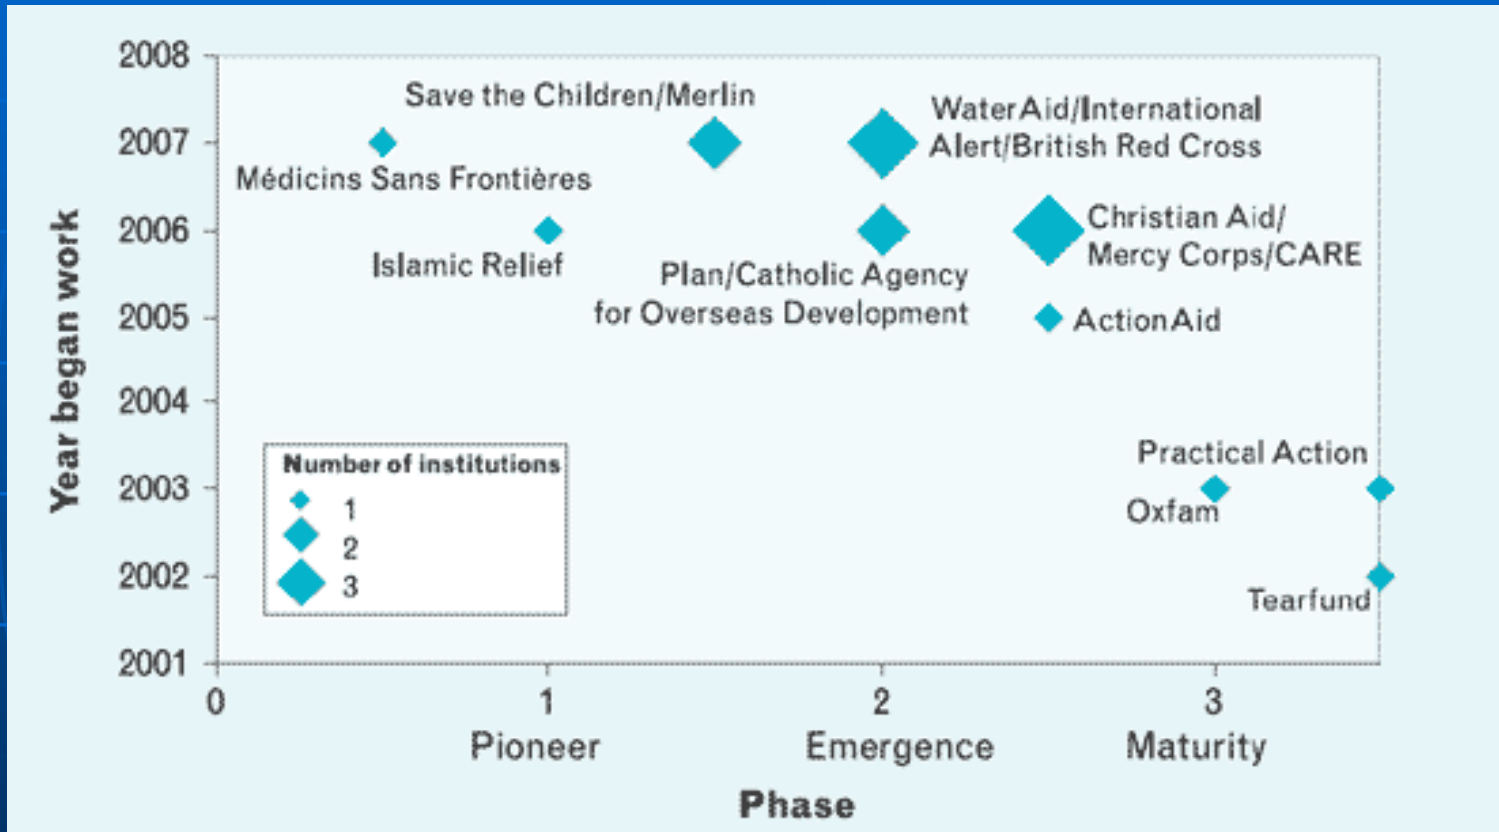 2008
Save the Children/Merlin
WaterAid/International
Alert/British Red Cross
2007
Médicins Sans Frontières
2006
Christian Aid/
Mercy Corps/CARE
Islamic Relief
Plan/Catholic Agency
for Overseas Development
2005
ActionAid
2004
Practical Action
2003
Oxfam
2002
Tearfund
2001
Year began work
Number of institutions
1
2
3
0
1
2
3
Pioneer
Emergence
Maturity
Phase